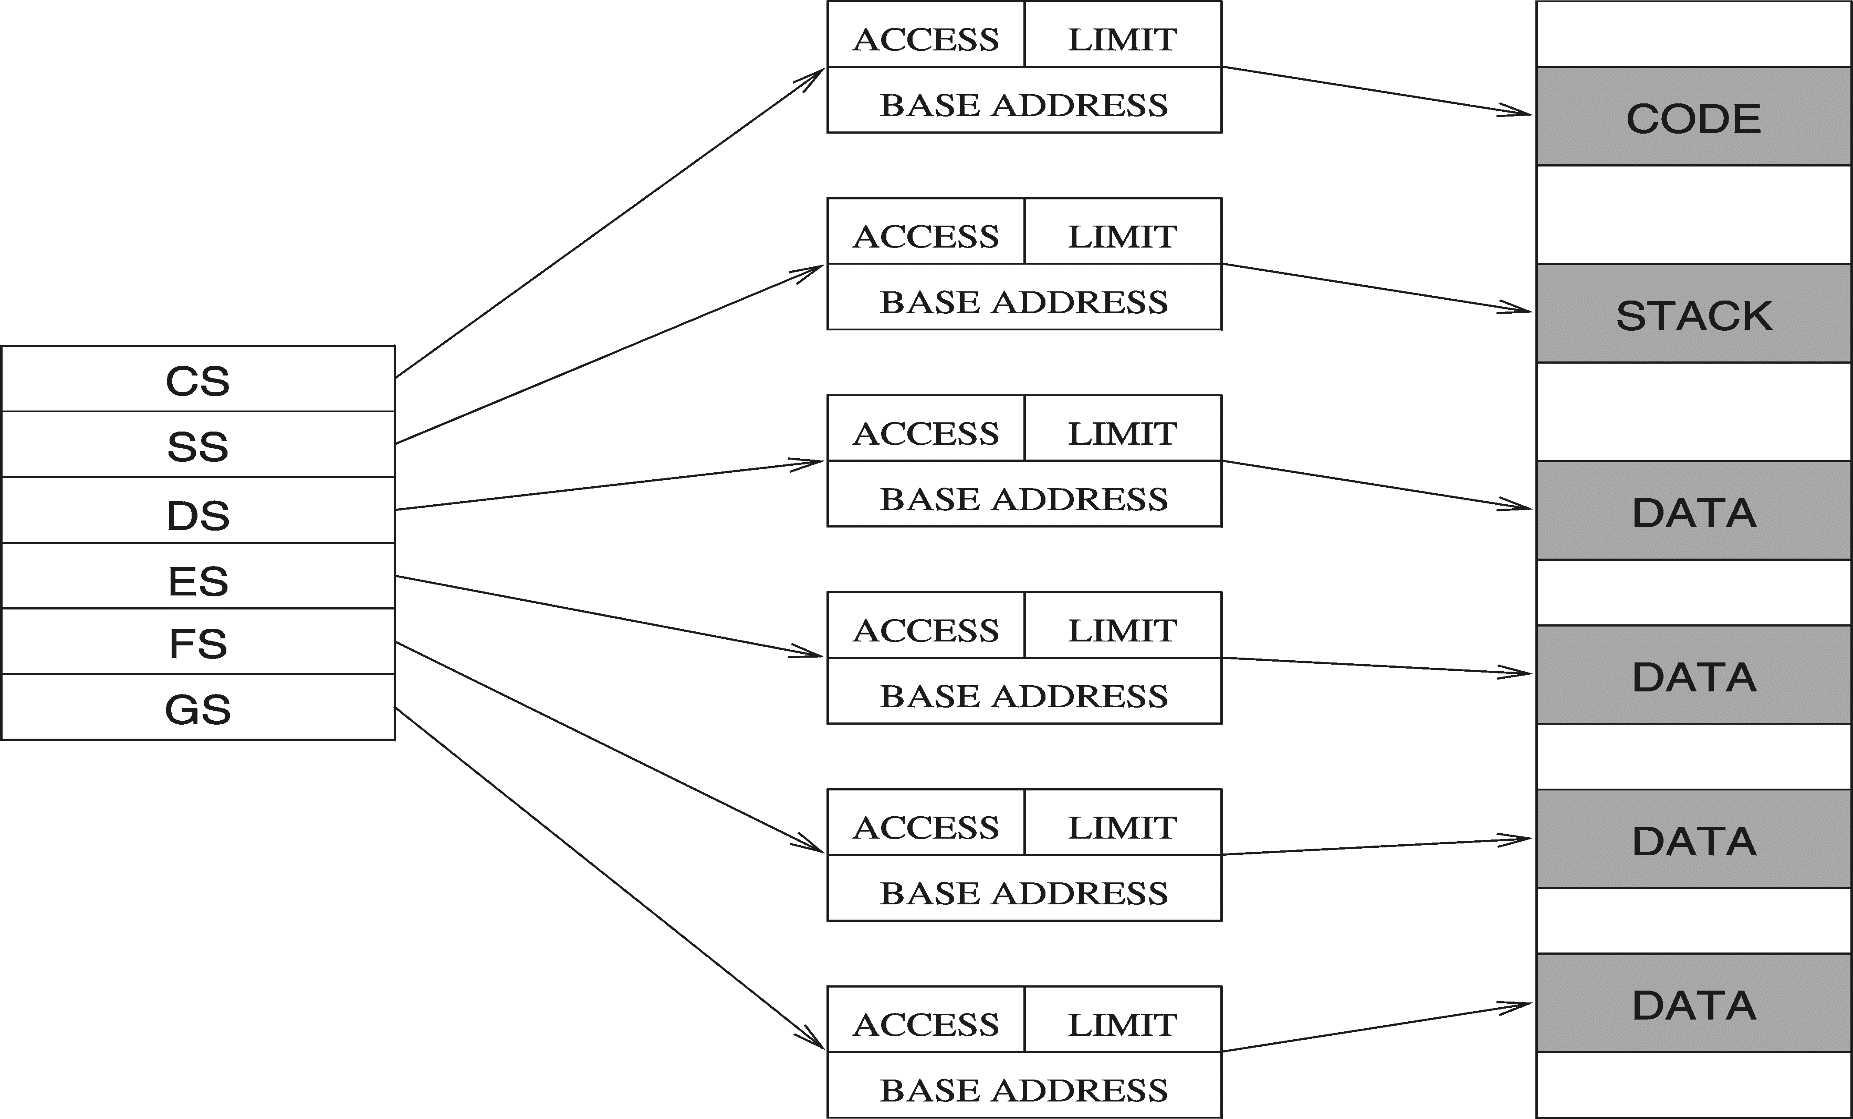 CS
SS
DS
ES
FS
GS
ACCESS LIMIT
BASE ADDRESS
ACCESS LIMIT
BASE ADDRESS
ACCESS LIMIT
BASE ADDRESS
ACCESS LIMIT
BASE ADDRESS
ACCESS LIMIT
BASE ADDRESS
ACCESS LIMIT
BASE ADDRESS
CODE
STACK
DATA
DATA
DATA
DATA